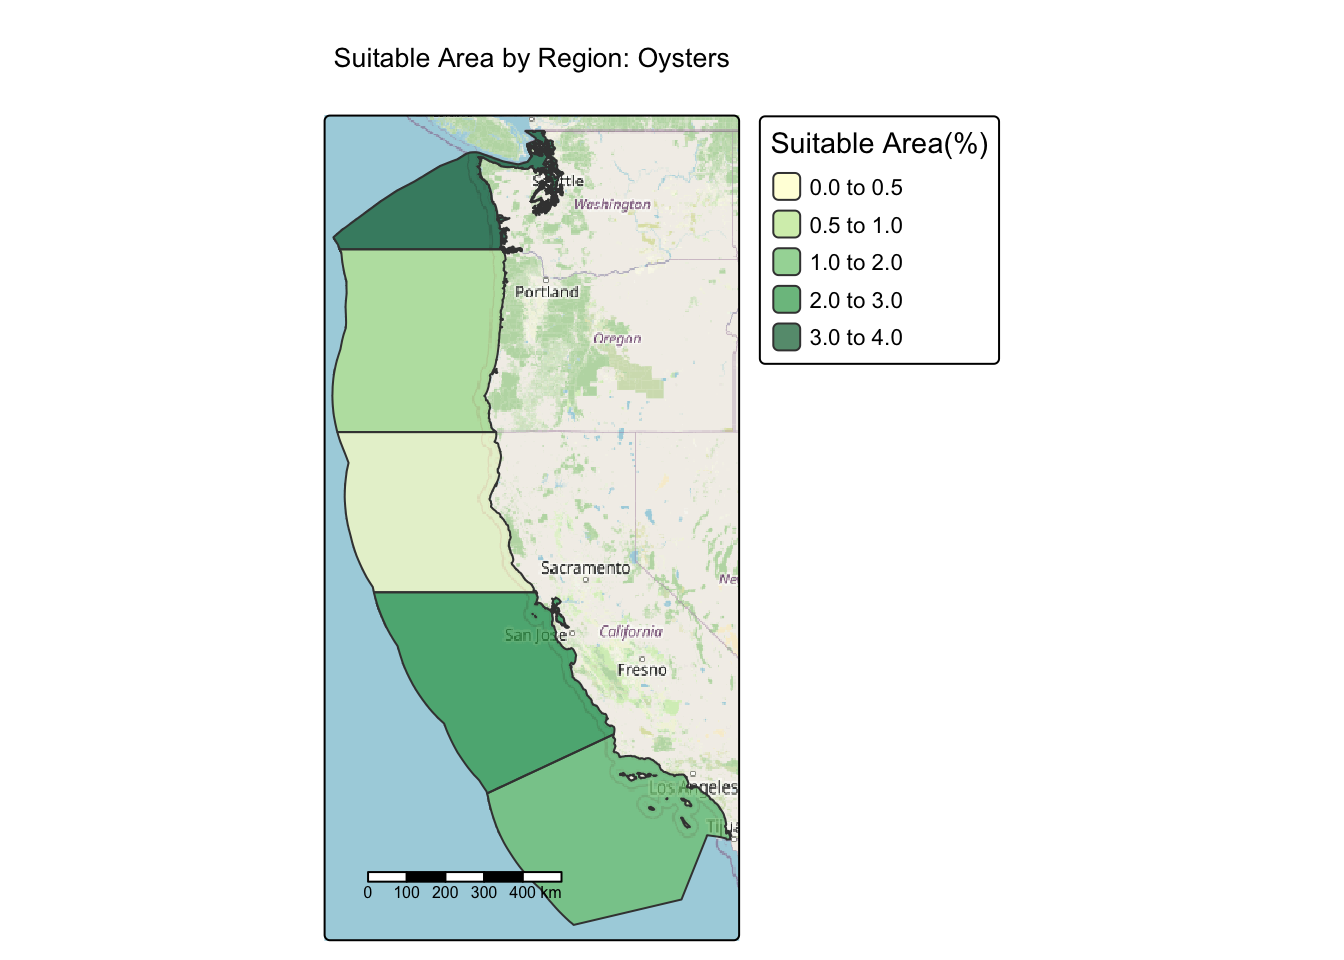 Suitable Area by Region: Oysters
Suitable Area(%)
0.0 to 0.5
0.5 to 1.0
1.0 to 2.0
2.0 to 3.0
3.0 to 4.0
Washington
Portland
Oregon
Sacramento
San Jose
California
Fresno
Los Angeles
0 100 200 300 400 km